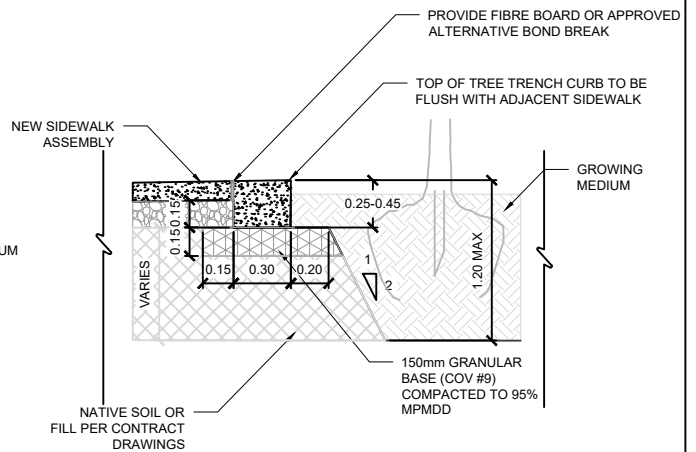 PROVIDE FIBRE BOARD OR APPROVED
ALTERNATIVE BOND BREAK
TOP OF TREE TRENCH CURB TO BE
FLUSH WITH ADJACENT SIDEWALK
NEW SIDEWALK
ASSEMBLY
GROWING
MEDIUM
0.25-0.45
0.15
0.15
UM
0.15
0.30
0.20
1
2
1.20 MAX
VARIES
150mm GRANULAR
BASE (COV #9)
COMPACTED TO 95%
MPMDD
NATIVE SOIL OR
FILL PER CONTRACT
DRAWINGS